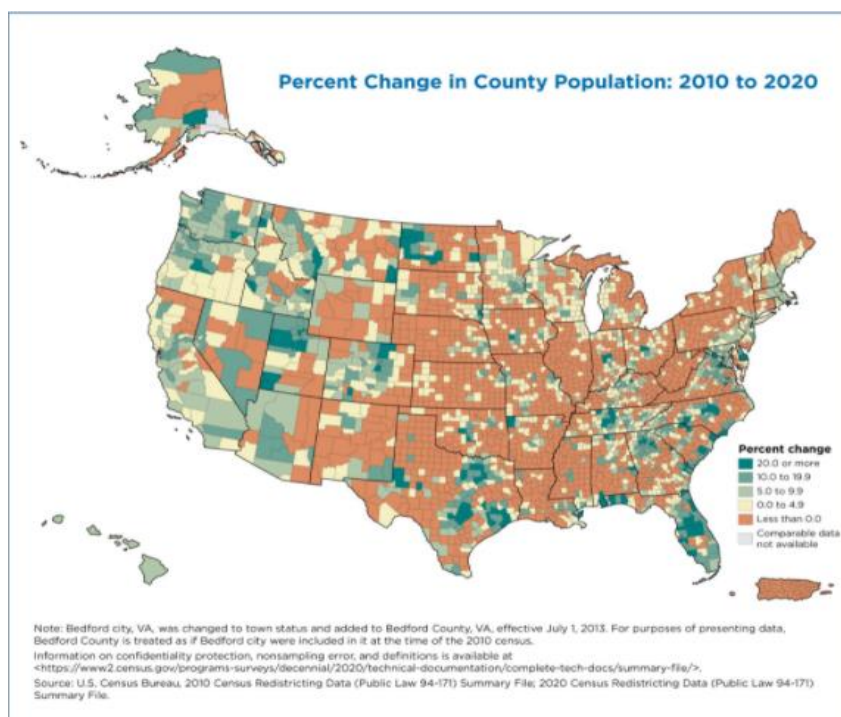 Percent Change in County Population: 2010 to 2020
Percent change
20.0 or more
10.0 to 19.9
5.0 to 9.9
0.0 to 4.9
Less than 0.0
Comparable data
not available
Note: Bedford city, VA, was changed to town status and added to Bedford County, VA, effective July 1, 2013. For purposes of presenting data,
Bedford County is treated as if Bedford city were included in it at the time of the 2010 census.
Information on confidentiality protection, nonsampling error, and definitions is available at
<https://www2.census.gov/programs-surveys/decennial/2020/technical-documentation/complete-tech-docs/summary-file/>.
Source: U.S. Census Bureau, 2010 Census Redistricting Data (Public Law 94-171) Summary File; 2020 Census Redistricting Data (Public Law 94-171)
Summary File.